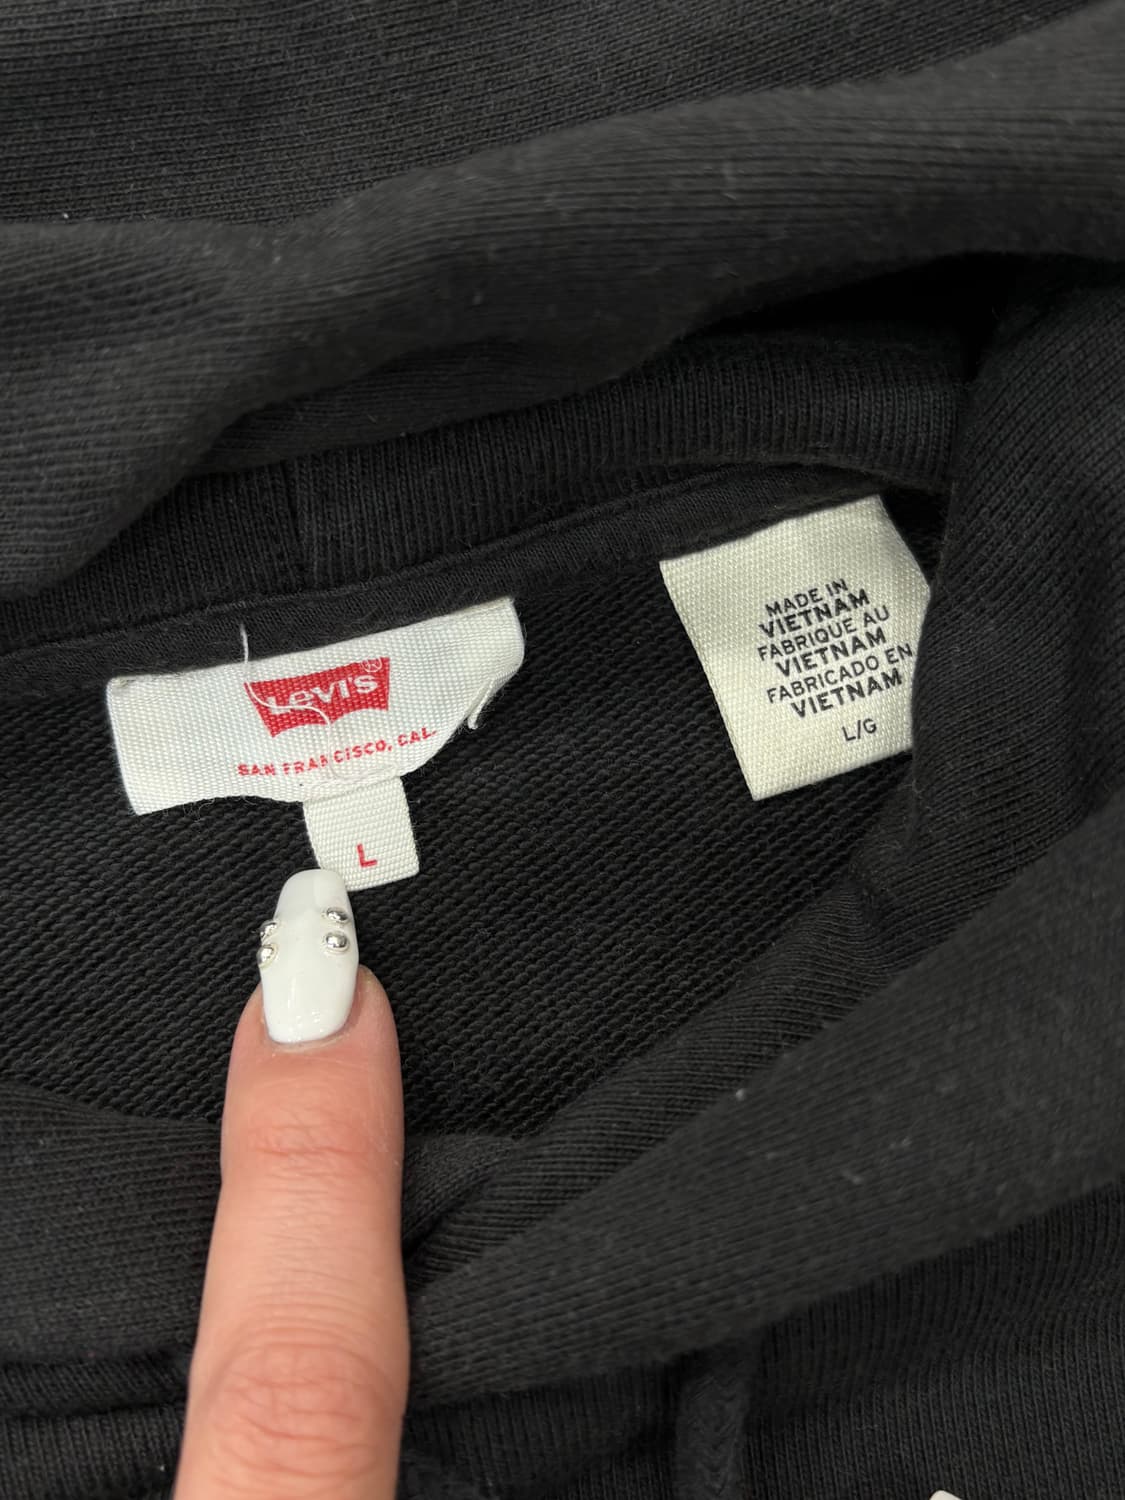 Levi's®
SAN FRANCISCO, CAL.
L
MADE IN
VIETNAM
FABRIQUE AU
VIETNAM
FABRICADO EN
VIETNAM
L/G